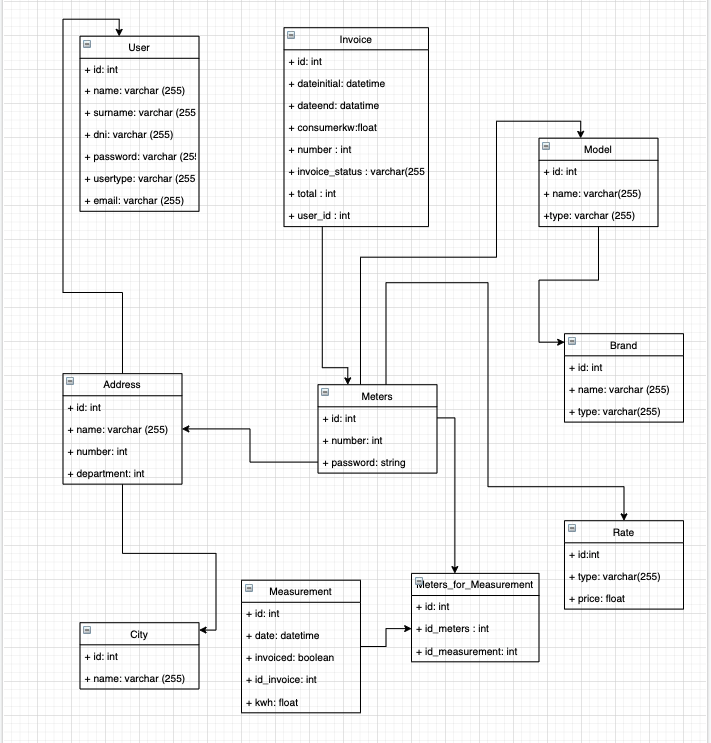 User
+ id: int
+ name: varchar (255)
+ surname: varchar (255
+ dni: varchar (255)
+ password: varchar (25
+ usertype: varchar (255
+ email: varchar (255)
Invoice
+ id: int
+ dateinitial: datetime
+ dateend: datatime
+ consumerkw:float
+ number : int
+ invoice_status : varchar(255
+ total : int
+ user_id : int
Model
+ id: int
+ name: varchar(255)
+type: varchar (255)
Brand
+ id: int
+ name: varchar (255)
+ type: varchar(255)
Address
+ id: int
+ name: varchar (255)
+ number: int
+ department: int
Meters
+ id: int
+ number: int
+ password: string
Rate
+ id:int
+ type: varchar(255)
+ price: float
Measurement
+ id: int
+ date: datetime
+ invoiced: boolean
+ id_invoice: int
+ kwh: float
Meters_for_Measurement
+ id: int
+ id_meters : int
+ id_measurement: int
City
+ id: int
+ name: varchar (255)